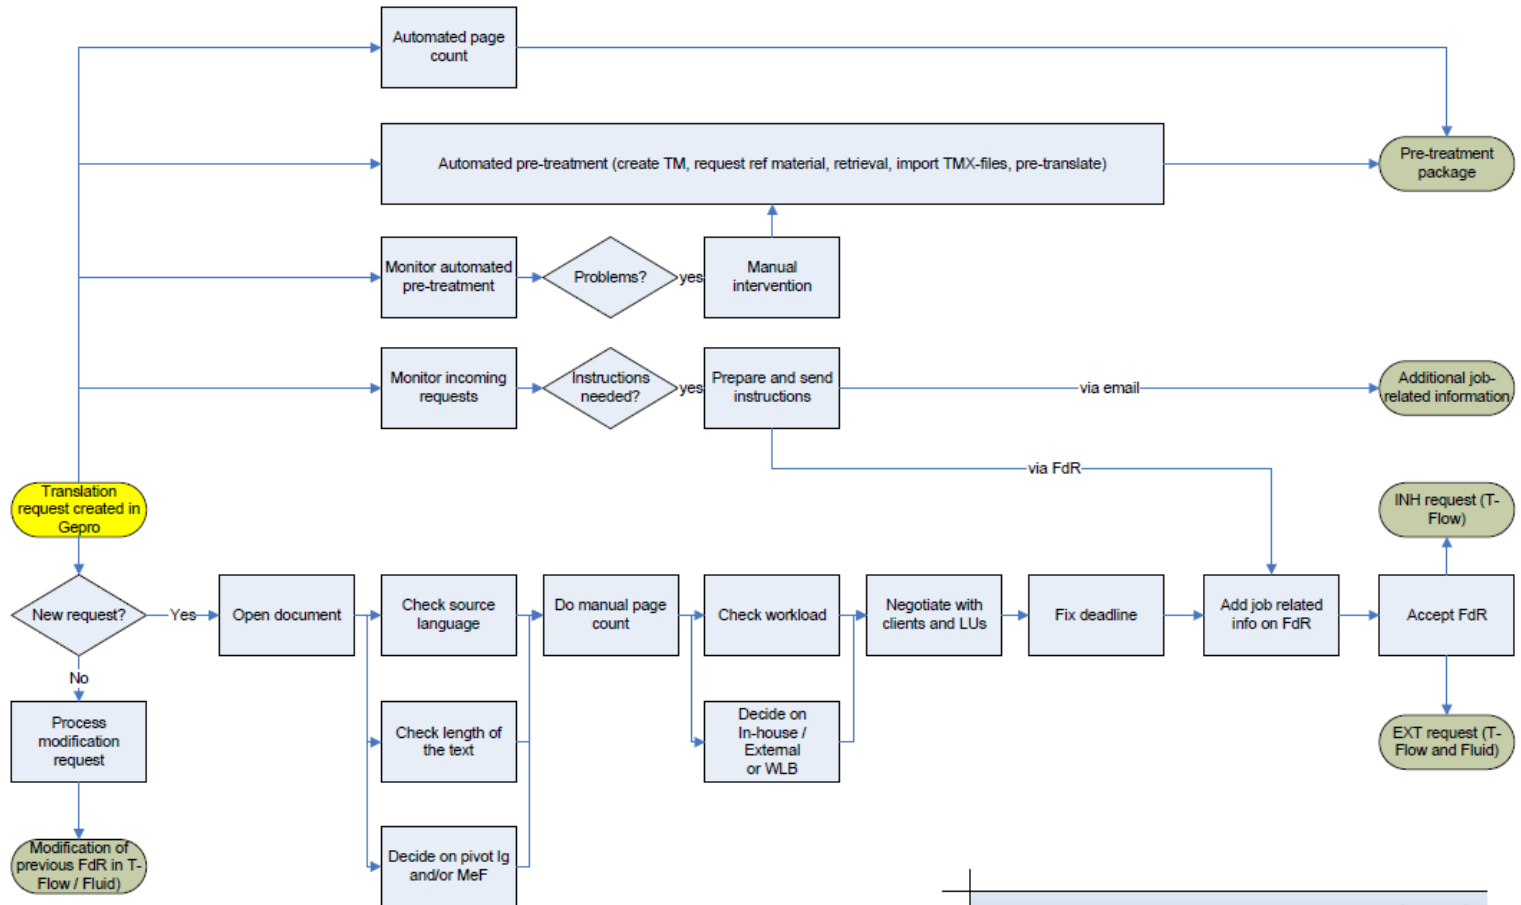 Automated page
count
Automated pre-treatment (create TM, request ref material, retrieval, import TMX-files, pre-translate)
Pre-treatment
package
Monitor automated
pre-treatment
Problems?
yes
Manual
intervention
Monitor incoming
requests
Instructions
needed?
yes
Prepare and send
instructions
via email
Additional job-
related information
via FdR
Translation
request created in
Gepro
INH request (T-
Flow)
New request?
Yes
Open document
Check source
language
Do manual page
count
Check workload
Negotiate with
clients and LUs
Fix deadline
Add job related
info on FdR
Accept FdR
No
Process
modification
request
Check length of
the text
Decide on
In-house /
External
or WLB
EXT request (T-
Flow and Fluid)
Modification of
previous FdR in T-
Flow / Fluid)
Decide on pivot lg
and/or MeF